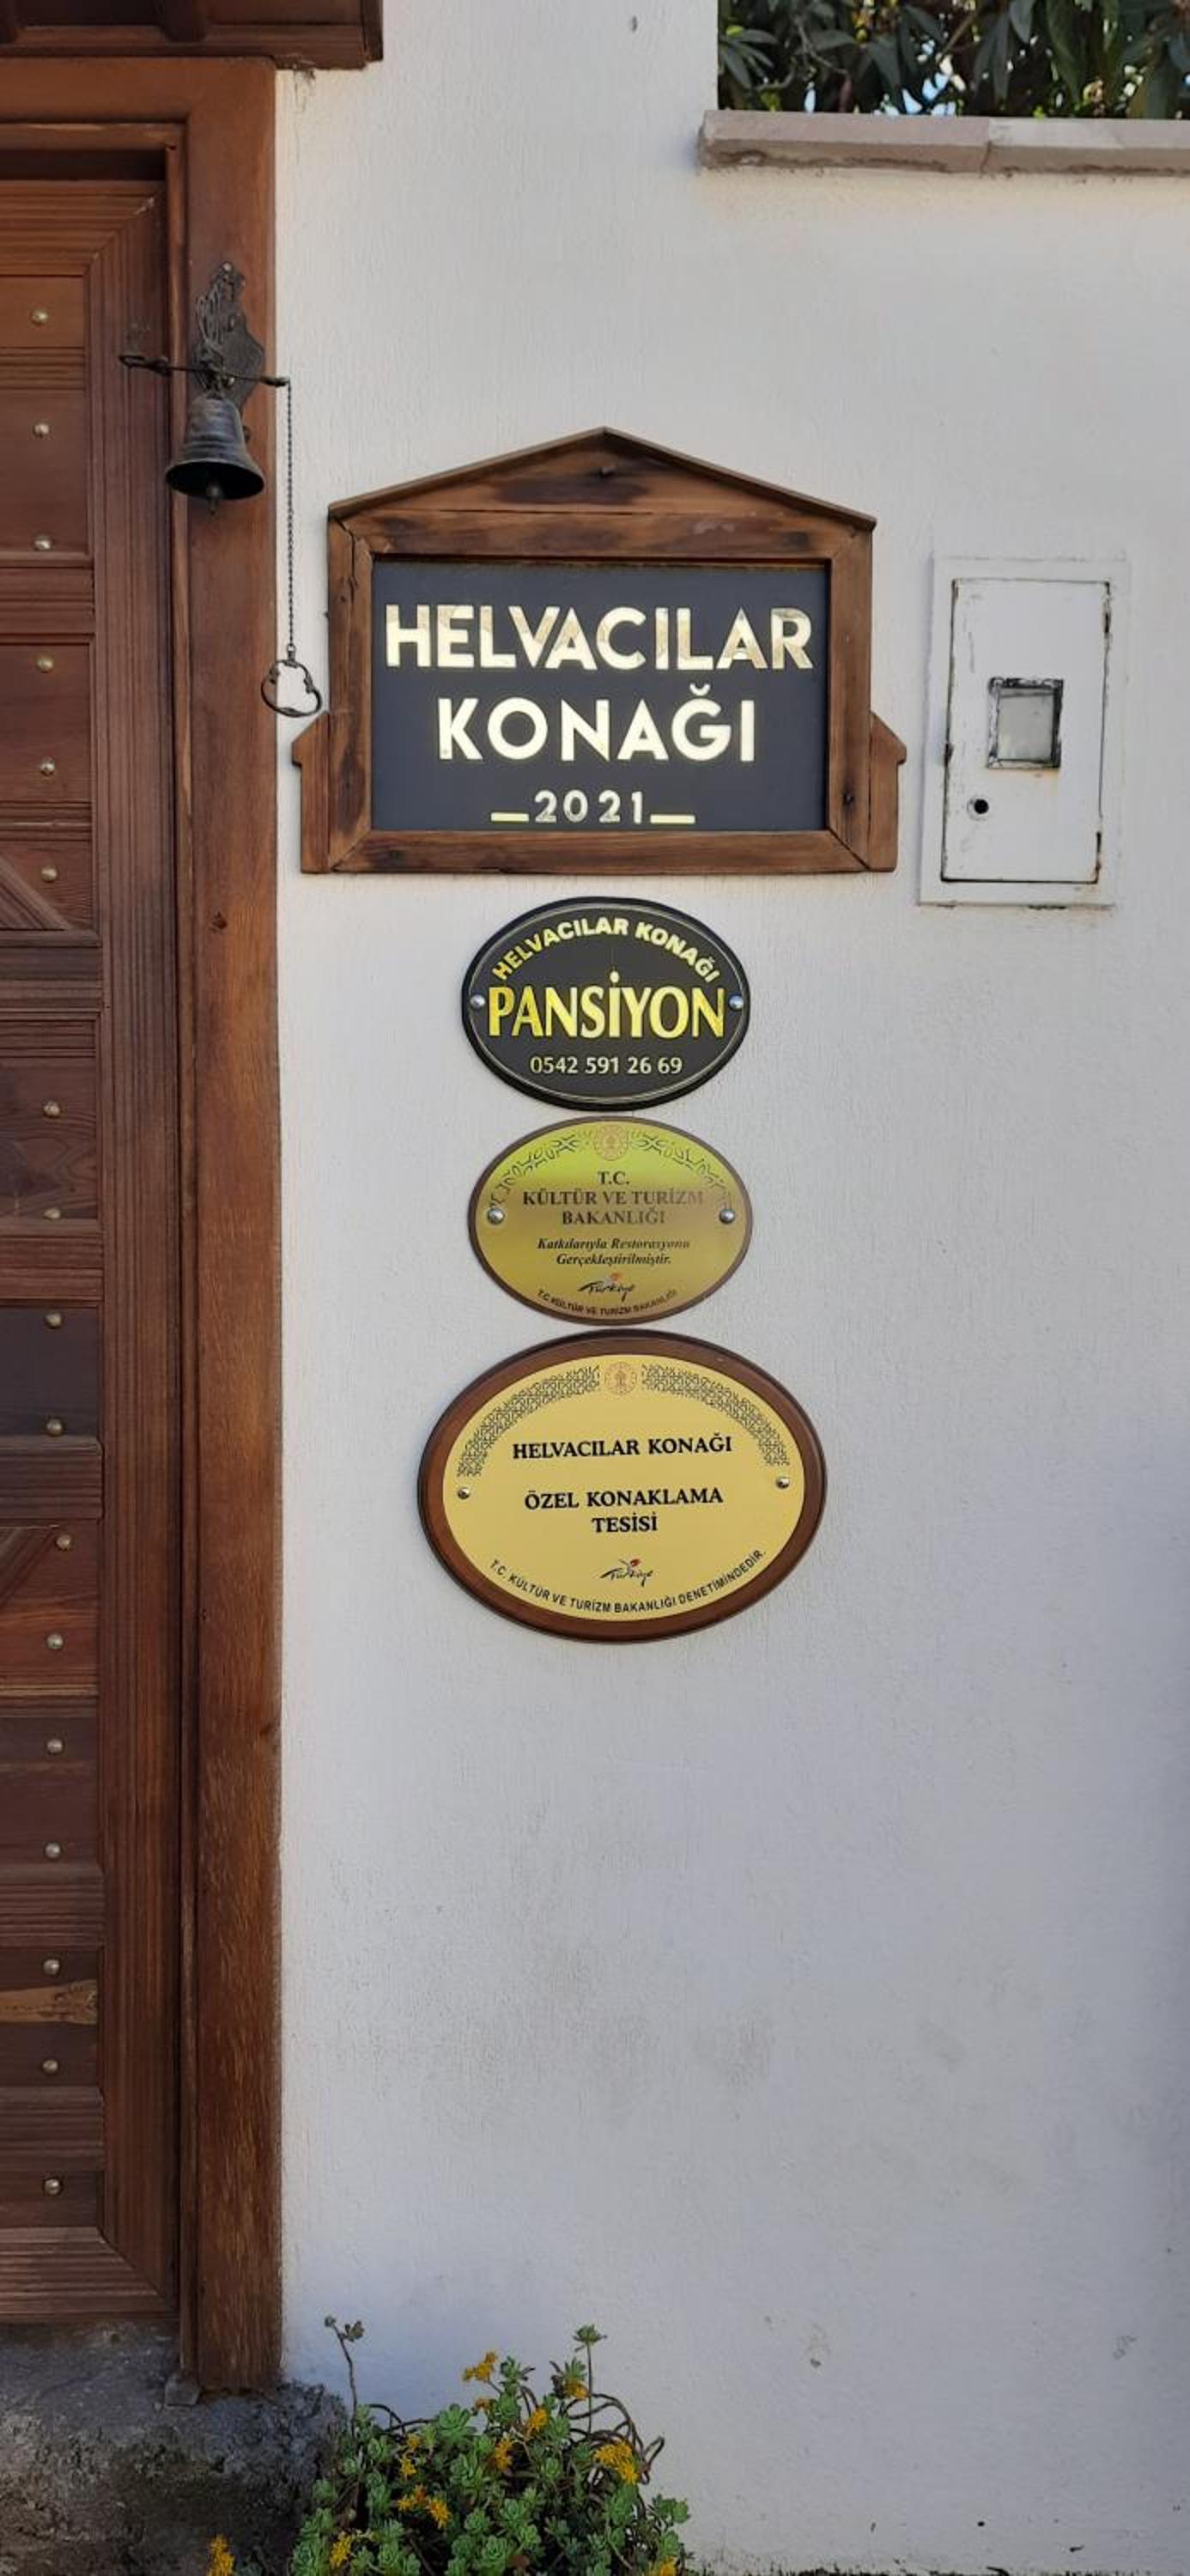 HELVACILAR
KONAĞI
2021
HELVACILAR KONAĞI
PANSİYON
0542 591 26 69
T.C.
KÜLTÜR VE TURİZM
BAKANLIĞI
Katkılarıyla Restorasyonu
Gerçekleştirilmiştir.
Türkiye
T.C. KÜLTÜR VE TURİZM BAKANLIĞI
HELVACILAR KONAĞI
ÖZEL KONAKLAMA
TESİSİ
Türkiye
T.C. KÜLTÜR VE TURİZM BAKANLIĞI DENETİMİNDEDİR.